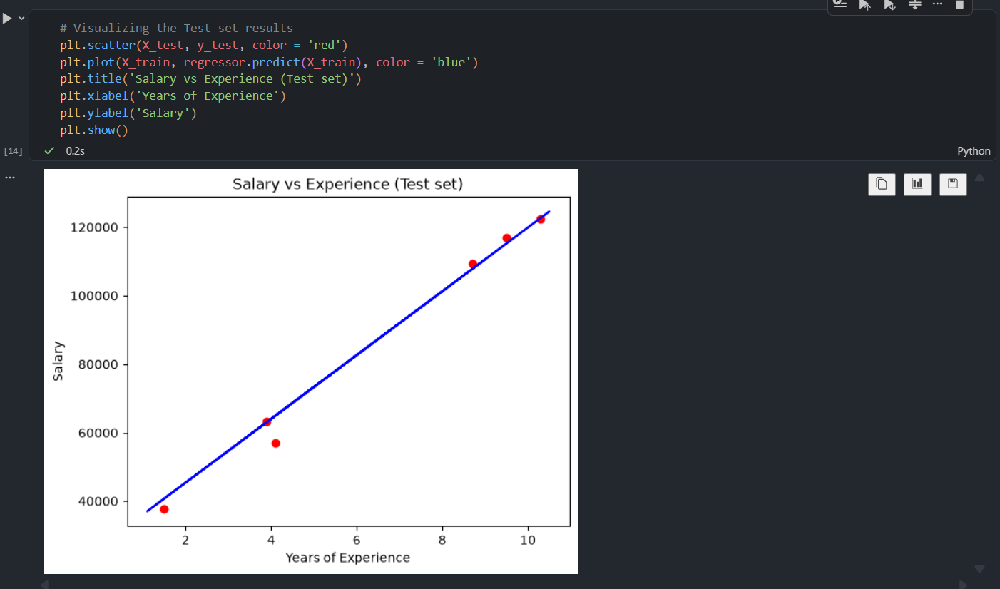 # Visualizing the Test set results
plt.scatter(X_test, y_test, color = 'red')
plt.plot(X_train, regressor.predict(X_train), color = 'blue')
plt.title('Salary vs Experience (Test set)')
plt.xlabel('Years of Experience')
plt.ylabel('Salary')
plt.show()
[14]
0.2s
Python
Salary vs Experience (Test set)
120000
100000
80000
60000
40000
Salary
2 4 6 8 10
Years of Experience